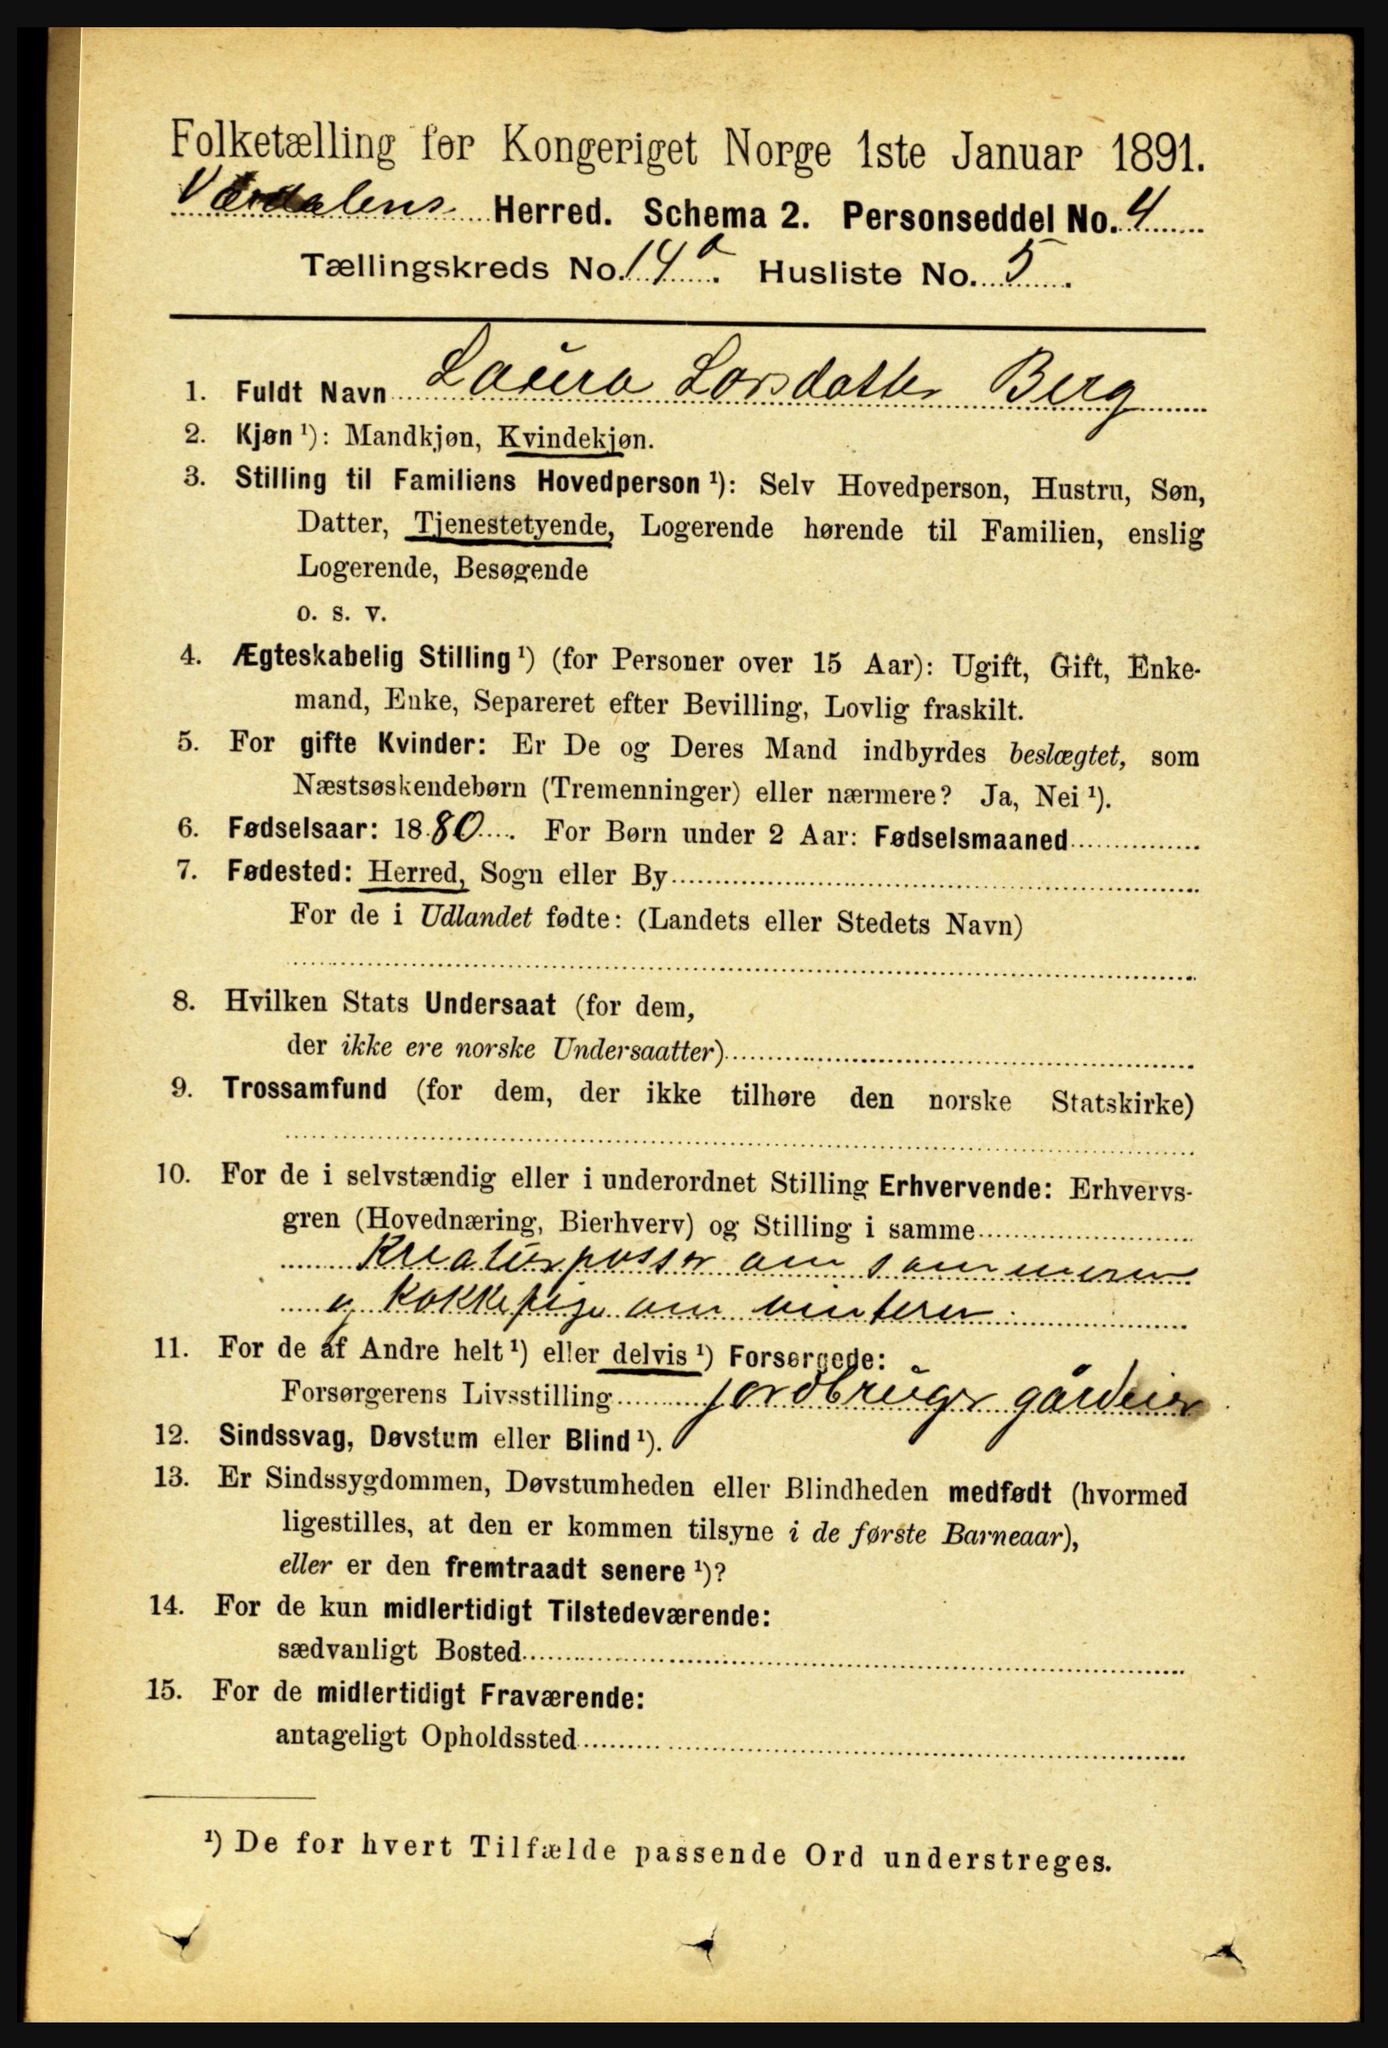 Folketælling for Kongeriget Norge 1ste Januar 1891.
Værdalens Herred. Schema 2. Personseddel No. 4
Tællingskreds No. 14a. Husliste No. 5.
1. Fuldt Navn Laura Larsdatter Berg
2. Kjøn ¹): Mandkjøn, Kvindekjøn.
3. Stilling til Familiens Hovedperson ¹): Selv Hovedperson, Hustru, Søn,
Datter, Tjenestetyende, Logerende hørende til Familien, enslig
Logerende, Besøgende
o. s. v.
4. Ægteskabelig Stilling ¹) (for Personer over 15 Aar): Ugift, Gift, Enke-
mand, Enke, Separeret efter Bevilling, Lovlig fraskilt.
5. For gifte Kvinder: Er De og Deres Mand indbyrdes beslægtet, som
Næstsøskendebørn (Tremenninger) eller nærmere? Ja, Nei ¹).
6. Fødselsaar: 1880. For Børn under 2 Aar: Fødselsmaaned
7. Fødested: Herred, Sogn eller By
For de i Udlandet fødte: (Landets eller Stedets Navn)
8. Hvilken Stats Undersaat (for dem,
der ikke ere norske Undersaatter)
9. Trossamfund (for dem, der ikke tilhøre den norske Statskirke)
10. For de i selvstændig eller i underordnet Stilling Erhvervende: Erhvervs-
gren (Hovednæring, Bierhverv) og Stilling i samme
Kreaturpasser om sommeren
og Kokkepige om vinteren.
11. For de af Andre helt ¹) eller delvis ¹) Forsørgede:
Forsørgerens Livsstilling jordbruger gårdeier
12. Sindssvag, Døvstum eller Blind ¹).
13. Er Sindssygdommen, Døvstumheden eller Blindheden medfødt (hvormed
ligestilles, at den er kommen tilsyne i de første Barneaar),
eller er den fremtraadt senere ¹)?
14. For de kun midlertidigt Tilstedeværende:
sædvanligt Bosted
15. For de midlertidigt Fraværende:
antageligt Opholdssted
¹) De for hvert Tilfælde passende Ord understreges.